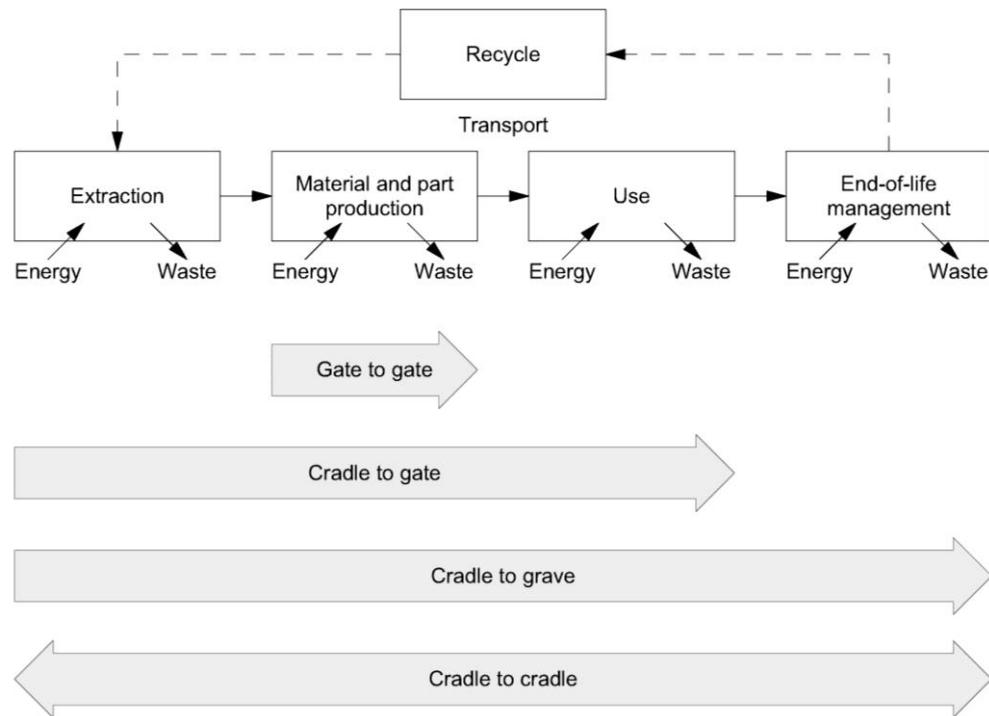 Recycle
Transport
Extraction
Material and part
production
Use
End-of-life
management
Energy
Waste
Energy
Waste
Energy
Waste
Energy
Waste
Gate to gate
Cradle to gate
Cradle to grave
Cradle to cradle